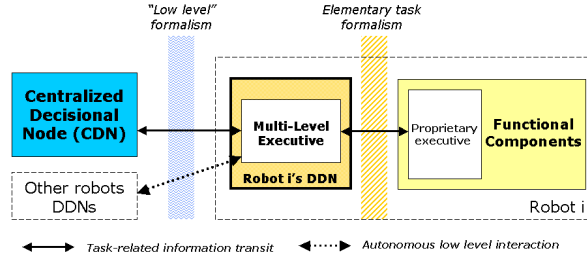 “Low level”
formalism
Elementary task
formalism
Centralized
Decisional
Node (CDN)
Multi-Level
Executive
Robot i’s DDN
Proprietary
executive
Functional
Components
Other robots
DDNs
Robot i
Task-related information transit
Autonomous low level interaction